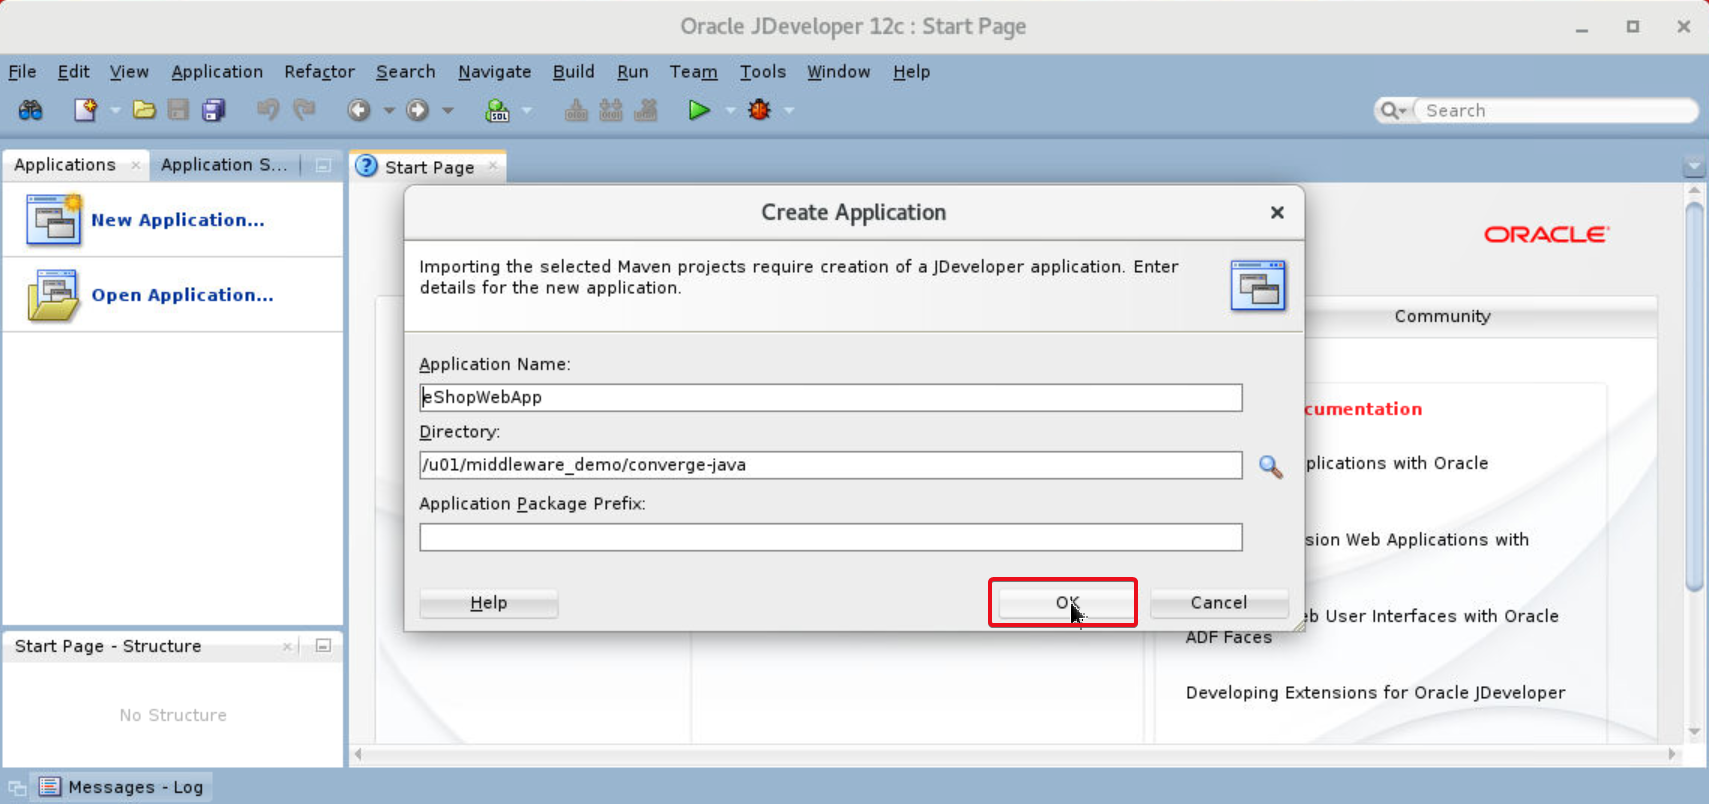 Oracle JDeveloper 12c : Start Page
File Edit View Application Refactor Search Navigate Build Run Team Tools Window Help
SQL
Search
Applications
Application S...
Start Page
New Application...
Open Application...
Create Application
Importing the selected Maven projects require creation of a JDeveloper application. Enter
details for the new application.
Application Name:
eShopWebApp
Directory:
/u01/middleware_demo/converge-java
Application Package Prefix:
Help
OK
Cancel
ORACLE
Community
cumentation
plications with Oracle
sion Web Applications with
eb User Interfaces with Oracle
ADF Faces
Developing Extensions for Oracle JDeveloper
Start Page - Structure
No Structure
Messages - Log